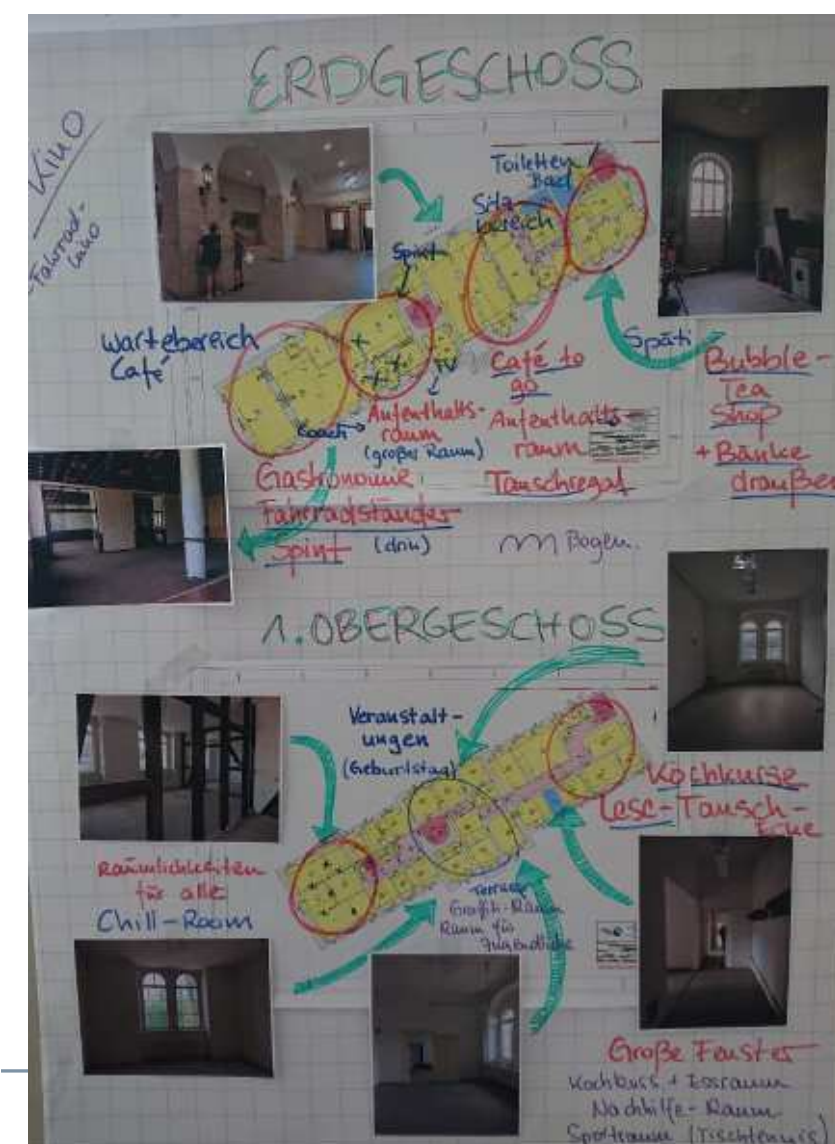 ERDGESCHOSS
Kino
-Fahrrad-
kino
Toiletten
Bad
Sitz-
bereich
Spint
Wartebereich
Café
TV
Coach
Aufenthalts-
raum
(großer Raum)
Café to
go
Aufenthalts-
raum
Tauschregal
Späti
Bubble-
Tea
Shop
+ Bänke
draußen
Gastronomie
Fahrradständer
Spint (drin)
Bogen.
1. OBERGESCHOSS
Veranstalt-
ungen
(Geburtstag)
Kochkurse
Lese-Tausch-
Ecke
Räumlichkeiten
für alle
Chill-Room
Terrasse
Graffiti-Raum
Raum für
Jugendliche
Große Fenster
Kochkurs + Essraum
Nachhilfe-Raum
Sportraum (Tischtennis)